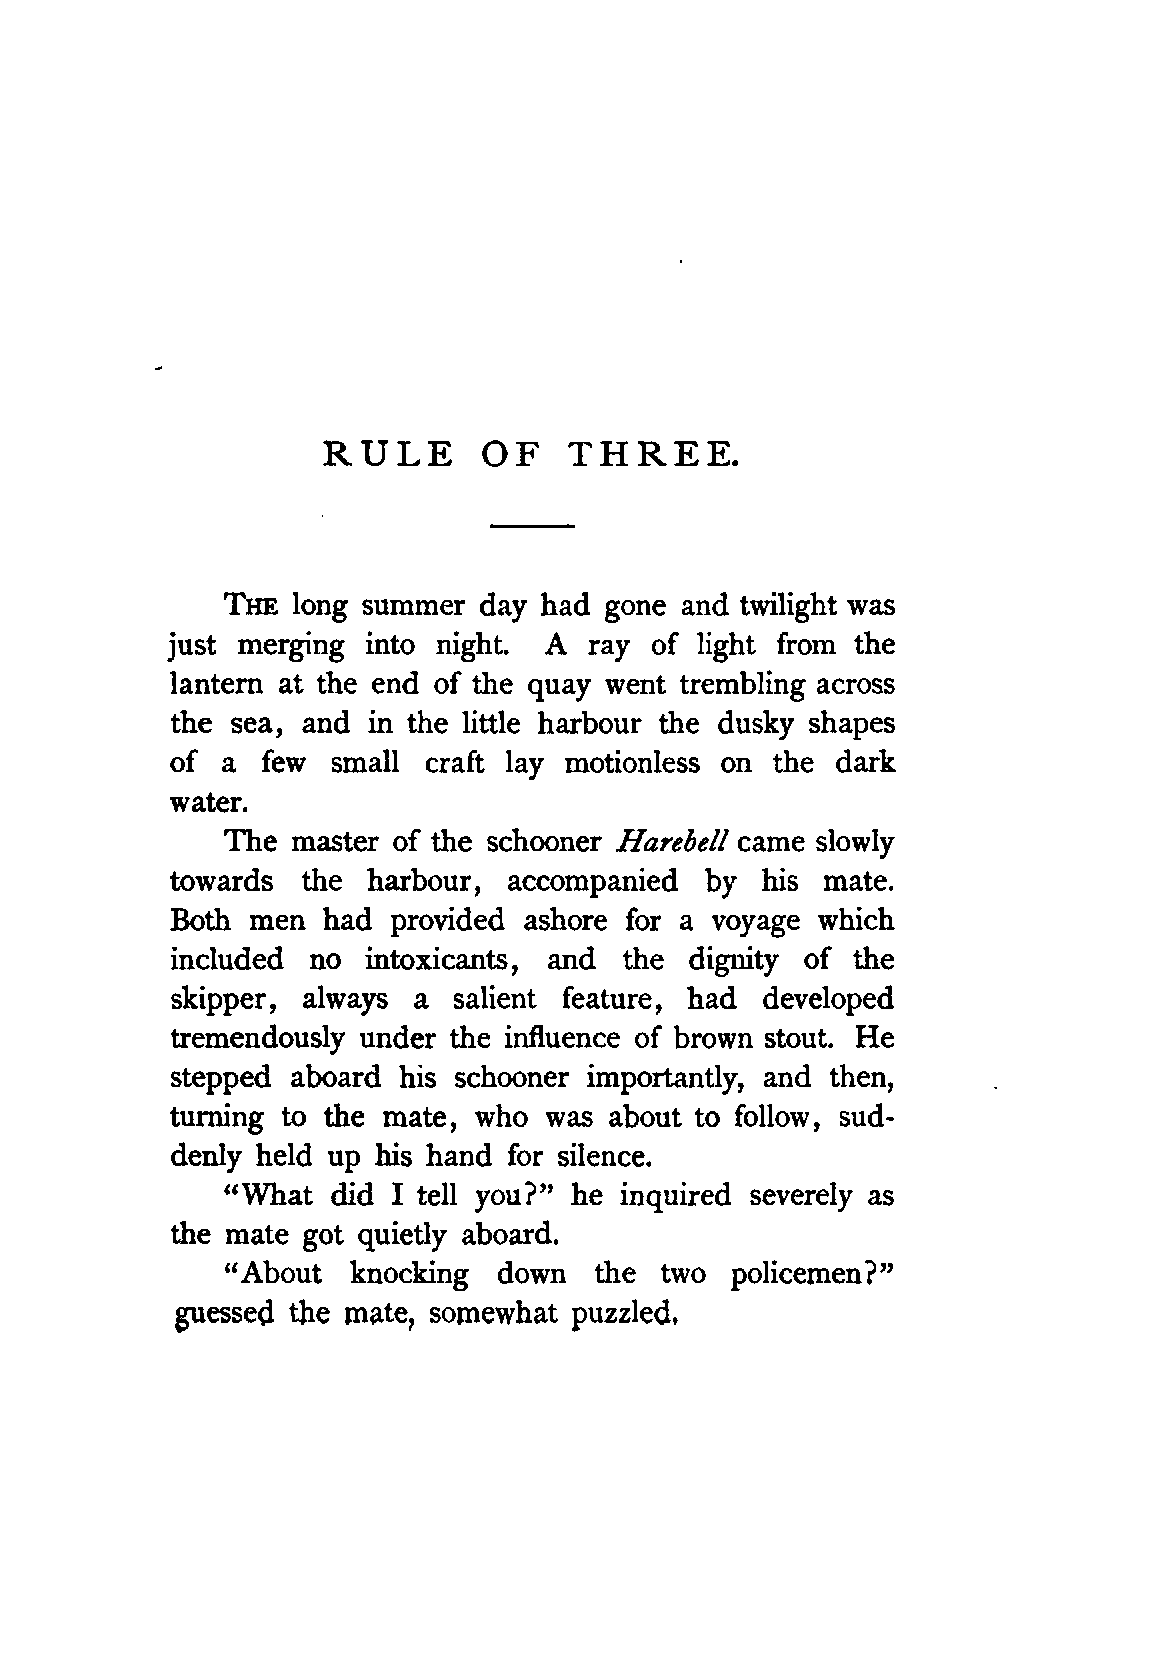 RULE OF THREE.
THE long summer day had gone and twilight was
just merging into night. A ray of light from the
lantern at the end of the quay went trembling across
the sea, and in the little harbour the dusky shapes
of a few small craft lay motionless on the dark
water.
The master of the schooner Harebell came slowly
towards the harbour, accompanied by his mate.
Both men had provided ashore for a voyage which
included no intoxicants, and the dignity of the
skipper, always a salient feature, had developed
tremendously under the influence of brown stout. He
stepped aboard his schooner importantly, and then,
turning to the mate, who was about to follow, sud-
denly held up his hand for silence.
"What did I tell you?" he inquired severely as
the mate got quietly aboard.
"About knocking down the two policemen?"
guessed the mate, somewhat puzzled.